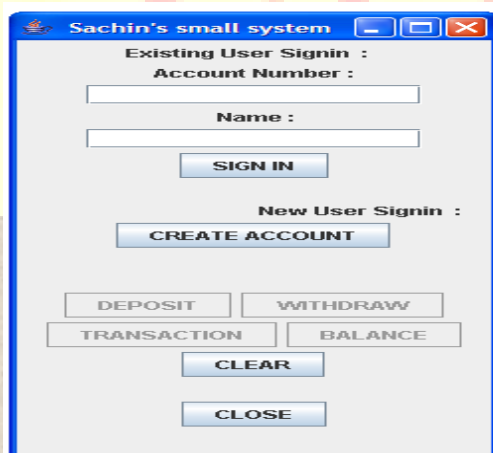 Sachin's small system
Existing User Signin :
Account Number :
Name :
SIGN IN
New User Signin :
CREATE ACCOUNT
DEPOSIT WITHDRAW
TRANSACTION BALANCE
CLEAR
CLOSE